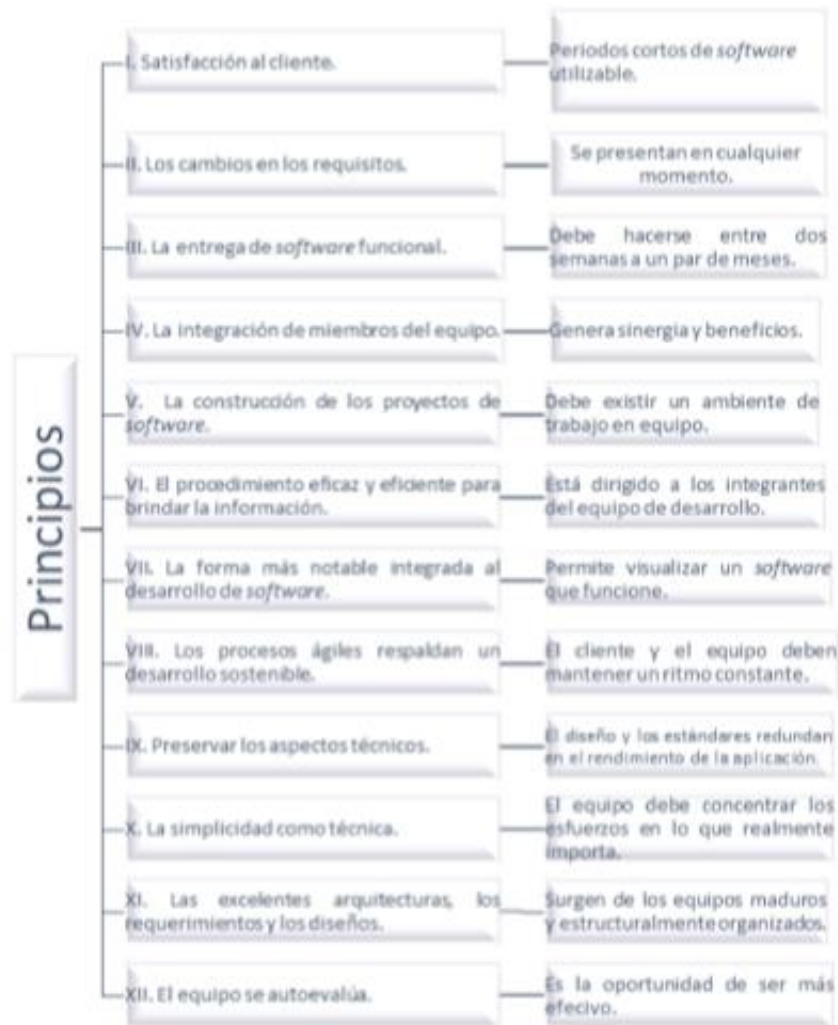 Principios
I. Satisfacción al cliente.
Periodos cortos de software
utilizable.
II. Los cambios en los requisitos.
Se presentan en cualquier
momento.
III. La entrega de software funcional.
Debe hacerse entre dos
semanas a un par de meses.
IV. La integración de miembros del equipo.
Genera sinergia y beneficios.
V. La construcción de los proyectos de
software.
Debe existir un ambiente de
trabajo en equipo.
VI. El procedimiento eficaz y eficiente para
brindar la información.
Está dirigido a los integrantes
del equipo de desarrollo.
VII. La forma más notable integrada al
desarrollo de software.
Permite visualizar un software
que funcione.
VIII. Los procesos ágiles respaldan un
desarrollo sostenible.
El cliente y el equipo deben
mantener un ritmo constante.
IX. Preservar los aspectos técnicos.
El diseño y los estándares redundan
en el rendimiento de la aplicación.
X. La simplicidad como técnica.
El equipo debe concentrar los
esfuerzos en lo que realmente
importa.
XI. Las excelentes arquitecturas, los
requerimientos y los diseños.
Surgen de los equipos maduros
y estructuralmente organizados.
XII. El equipo se autoevalúa.
Es la oportunidad de ser más
efecivo.